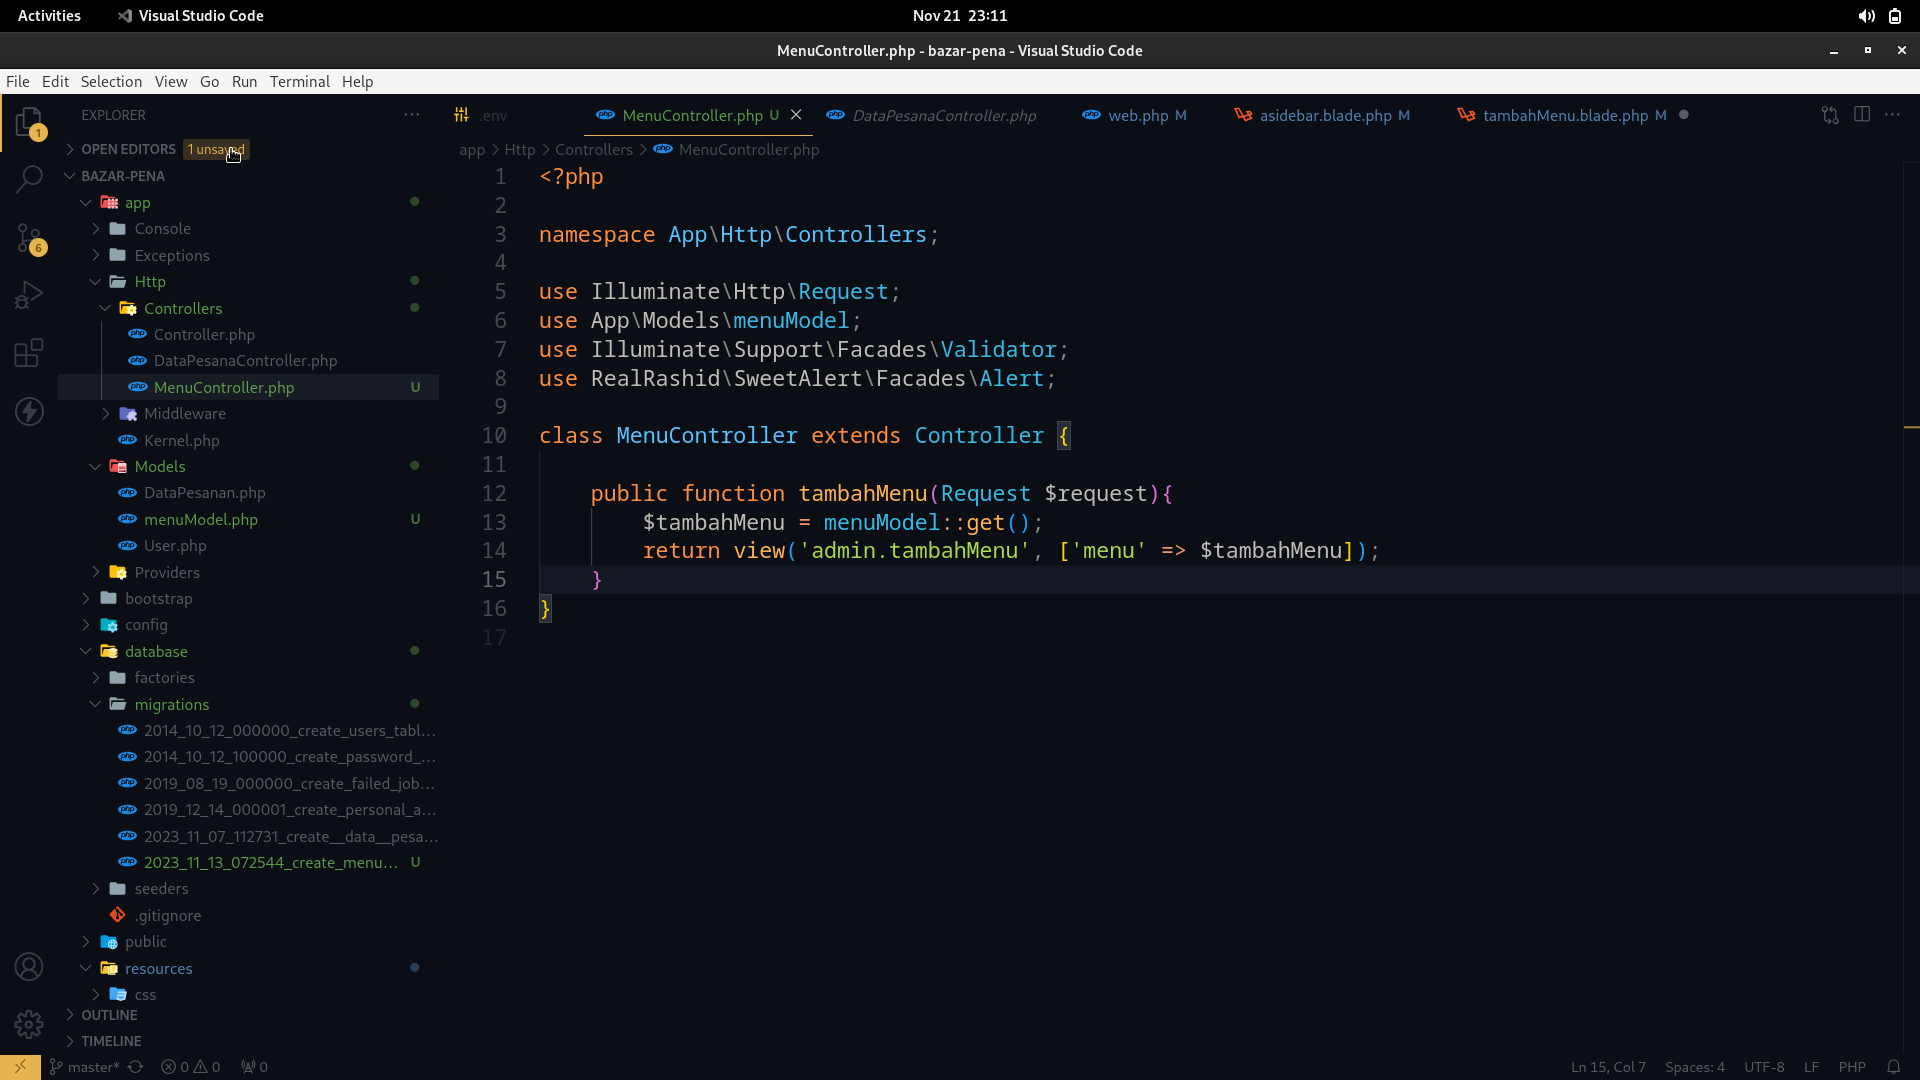 Activities Visual Studio Code Nov 21 23:11
MenuController.php - bazar-pena - Visual Studio Code
File Edit Selection View Go Run Terminal Help
1
6
EXPLORER
OPEN EDITORS 1 unsaved
BAZAR-PENA
app
Console
Exceptions
Http
Controllers
Controller.php
DataPesanaController.php
MenuController.php U
Middleware
Kernel.php
Models
DataPesanan.php
menuModel.php U
User.php
Providers
bootstrap
config
database
factories
migrations
2014_10_12_000000_create_users_tabl...
2014_10_12_100000_create_password_...
2019_08_19_000000_create_failed_job...
2019_12_14_000001_create_personal_a...
2023_11_07_112731_create__data__pesa...
2023_11_13_072544_create_menu... U
seeders
.gitignore
public
resources
css
OUTLINE
TIMELINE
.env MenuController.php U DataPesanaController.php web.php M asidebar.blade.php M tambahMenu.blade.php M
app > Http > Controllers > MenuController.php
1 <?php
2
3 namespace App\Http\Controllers;
4
5 use Illuminate\Http\Request;
6 use App\Models\menuModel;
7 use Illuminate\Support\Facades\Validator;
8 use RealRashid\SweetAlert\Facades\Alert;
9
10 class MenuController extends Controller {
11
12 public function tambahMenu(Request $request){
13 $tambahMenu = menuModel::get();
14 return view('admin.tambahMenu', ['menu' => $tambahMenu]);
15 }
16 }
17
master* 0 0 0 Ln 15, Col 7 Spaces: 4 UTF-8 LF PHP